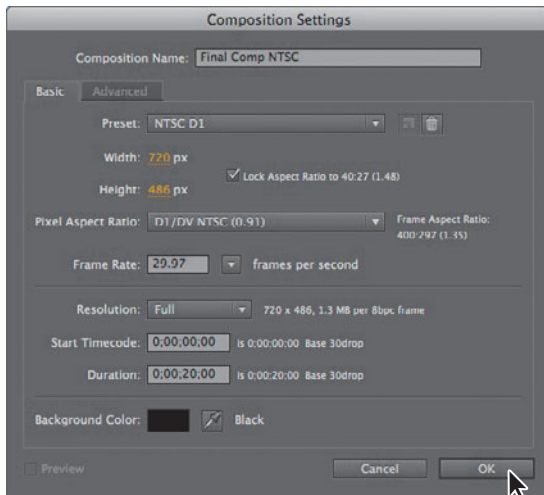 Composition Settings
Composition Name: Final Comp NTSC
Basic Advanced
Preset: NTSC D1
Width: 720 px
Lock Aspect Ratio to 40:27 (1.48)
Height: 486 px
Pixel Aspect Ratio: D1/DV NTSC (0.91)
Frame Aspect Ratio:
400:297 (1.35)
Frame Rate: 29.97 frames per second
Resolution: Full 720 x 486, 1.3 MB per 8bpc frame
Start Timecode: 0;00;00;00 is 0;00;00;00 Base 30drop
Duration: 0;00;20;00 is 0;00;20;00 Base 30drop
Background Color: Black
Preview Cancel OK